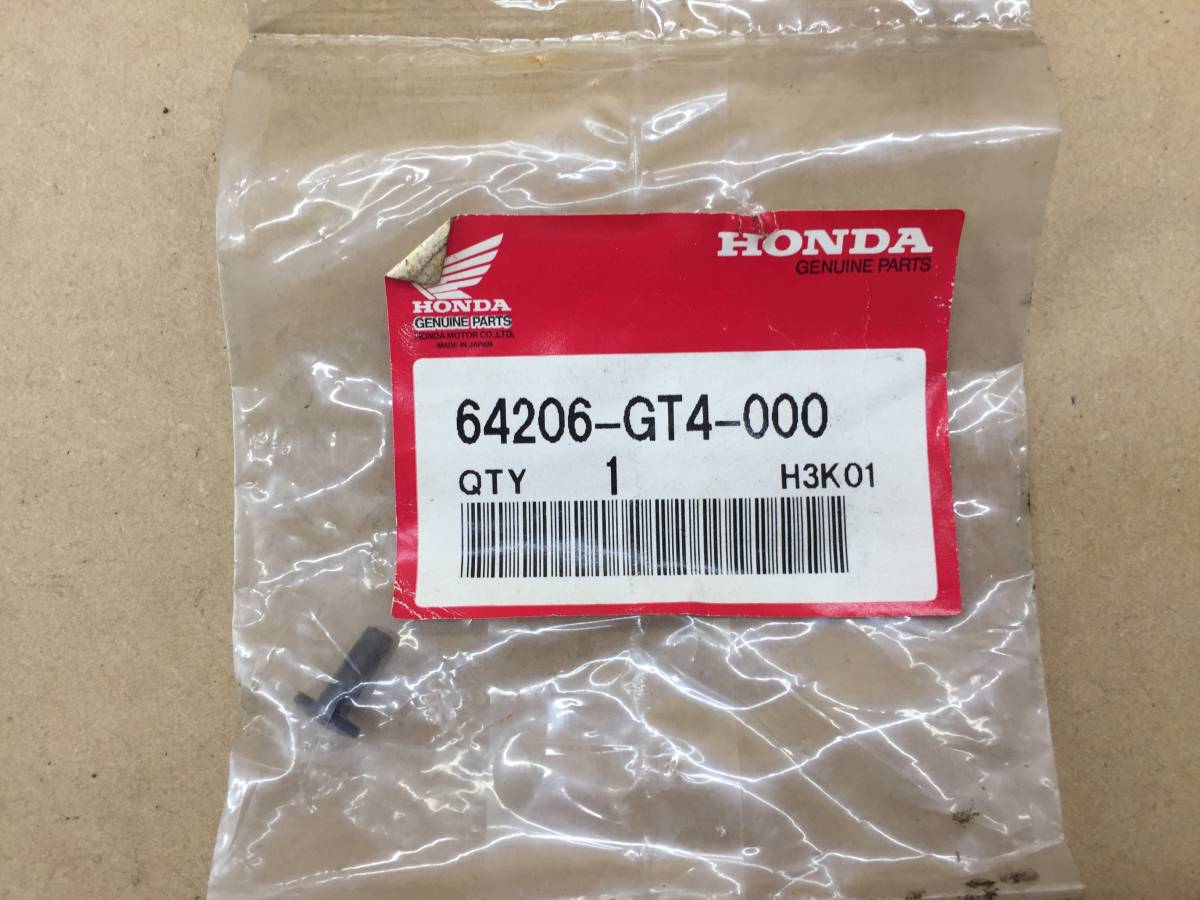 HONDA
GENUINE PARTS
HONDA
GENUINE PARTS
HONDA MOTOR CO.,LTD.
MADE IN JAPAN
64206-GT4-000
QTY 1 H3K01